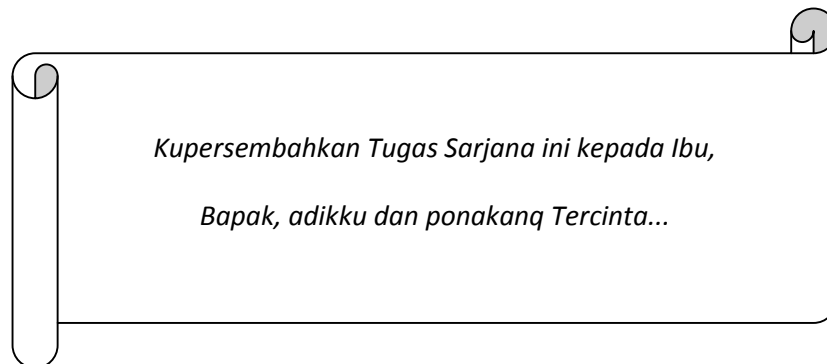 Kupersembahkan Tugas Sarjana ini kepada Ibu,
Bapak, adikku dan ponakanq Tercinta...